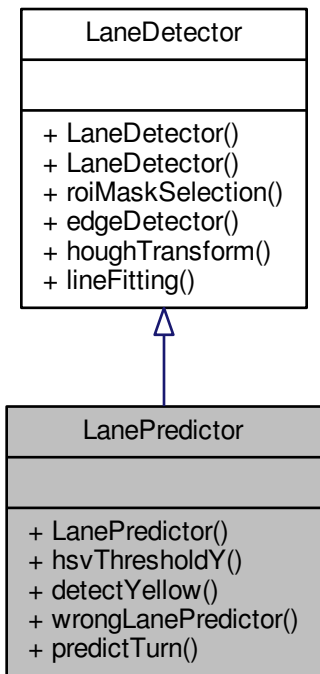 LaneDetector
+ LaneDetector()
+ LaneDetector()
+ roiMaskSelection()
+ edgeDetector()
+ houghTransform()
+ lineFitting()
LanePredictor
+ LanePredictor()
+ hsvThresholdY()
+ detectYellow()
+ wrongLanePredictor()
+ predictTurn()